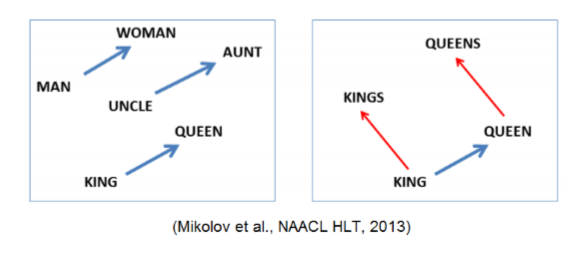 WOMAN
AUNT
MAN
UNCLE
QUEEN
KING
QUEENS
KINGS
QUEEN
KING
(Mikolov et al., NAACL HLT, 2013)